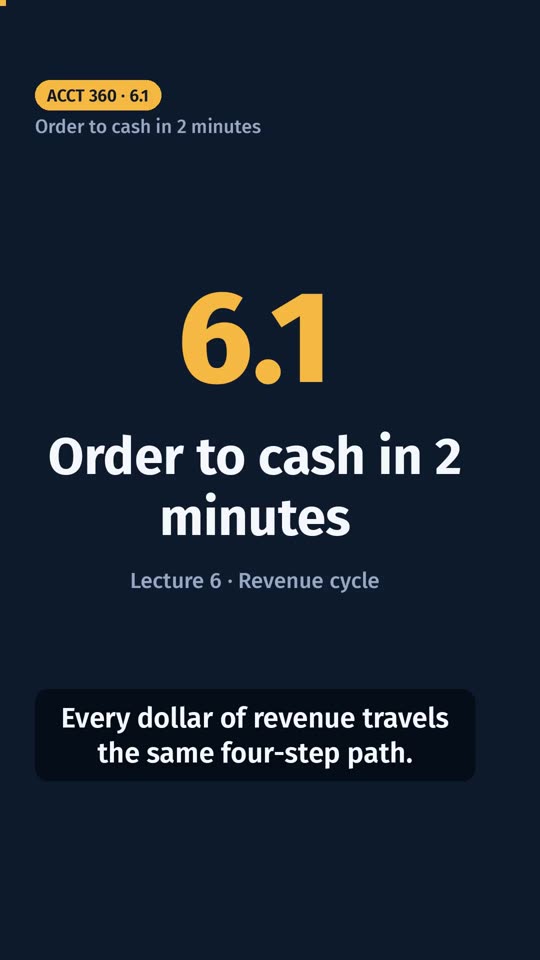 ACCT 360 · 6.1
Order to cash in 2 minutes
6.1
Order to cash in 2
minutes
Lecture 6 · Revenue cycle
Every dollar of revenue travels
the same four-step path.